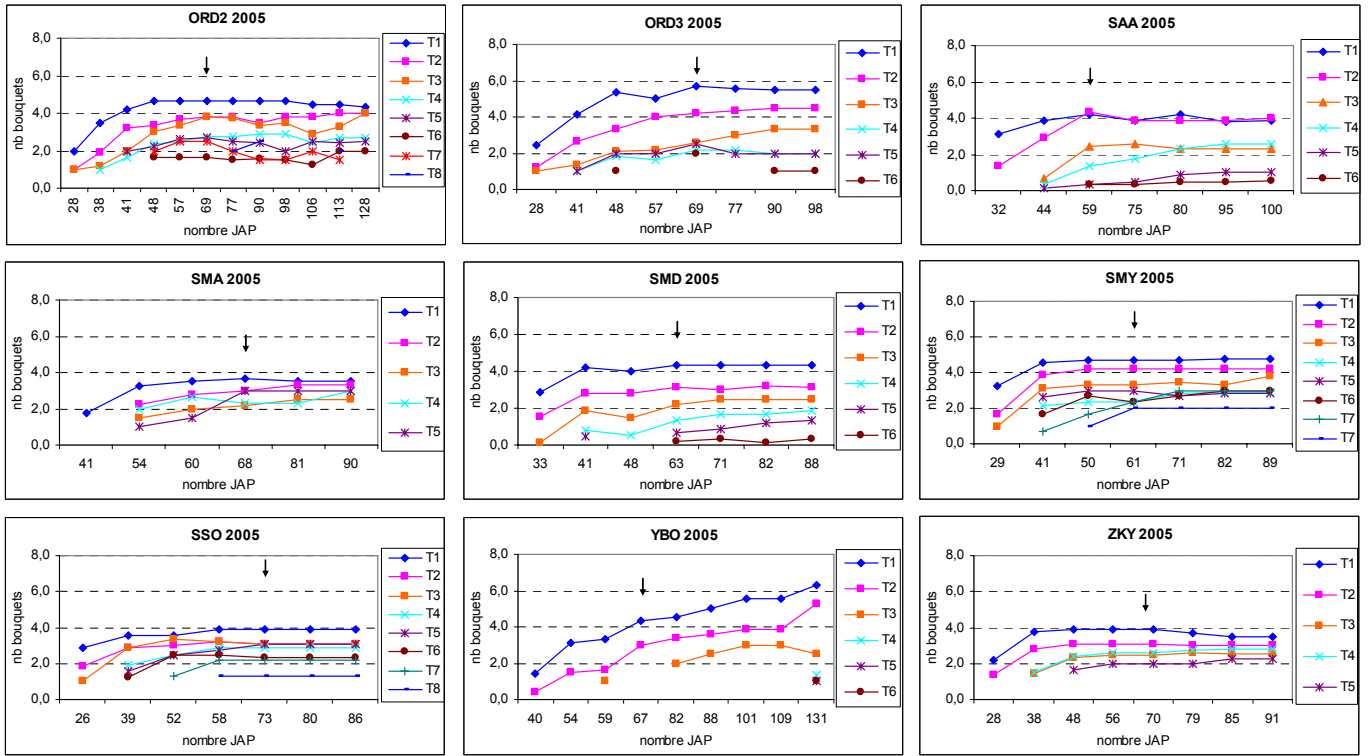 ORD2 2005
8,0
6,0
4,0
2,0
0,0
nb bouquets
28 38 41 48 57 69 77 90 98 106 113 128
nombre JAP
T1
T2
T3
T4
T5
T6
T7
T8
ORD3 2005
8,0
6,0
4,0
2,0
0,0
nb bouquets
28 41 48 57 69 77 90 98
nombre JAP
T1
T2
T3
T4
T5
T6
SAA 2005
8,0
6,0
4,0
2,0
0,0
nb bouquets
32 44 59 75 80 95 100
nombre JAP
T1
T2
T3
T4
T5
T6
SMA 2005
8,0
6,0
4,0
2,0
0,0
nb bouquets
41 54 60 68 81 90
nombre JAP
T1
T2
T3
T4
T5
SMD 2005
8,0
6,0
4,0
2,0
0,0
nb bouquets
33 41 48 63 71 82 88
nombre JAP
T1
T2
T3
T4
T5
T6
SMY 2005
8,0
6,0
4,0
2,0
0,0
nb bouquets
29 41 50 61 71 82 89
nombre JAP
T1
T2
T3
T4
T5
T6
T7
T7
SSO 2005
8,0
6,0
4,0
2,0
0,0
nb bouquets
26 39 52 58 73 80 86
nombre JAP
T1
T2
T3
T4
T5
T6
T7
T8
YBO 2005
8,0
6,0
4,0
2,0
0,0
nb bouquets
40 54 59 67 82 88 101 109 131
nombre JAP
T1
T2
T3
T4
T5
T6
ZKY 2005
8,0
6,0
4,0
2,0
0,0
nb bouquets
28 38 48 56 70 79 85 91
nombre JAP
T1
T2
T3
T4
T5